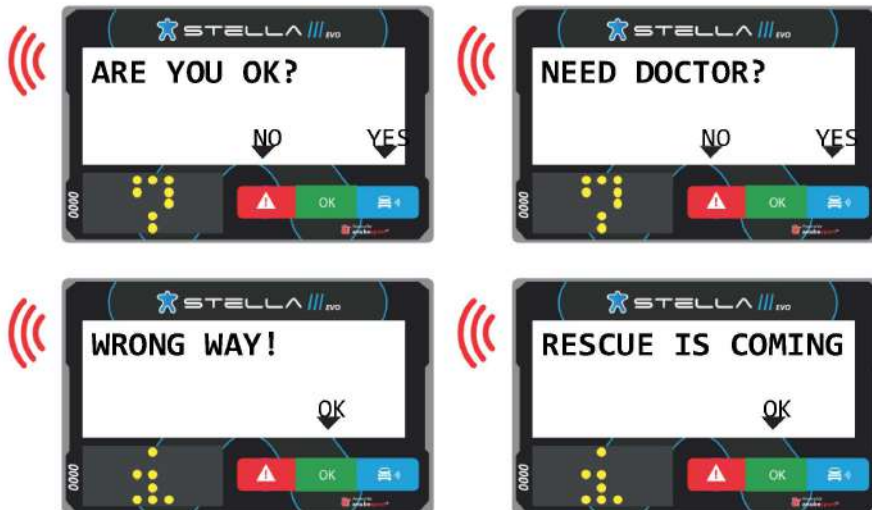 STELLA III EVO
ARE YOU OK?
NO YES
0000
OK
STELLA III EVO
NEED DOCTOR?
NO YES
0000
OK
STELLA III EVO
WRONG WAY!
OK
0000
OK
STELLA III EVO
RESCUE IS COMING
OK
0000
OK